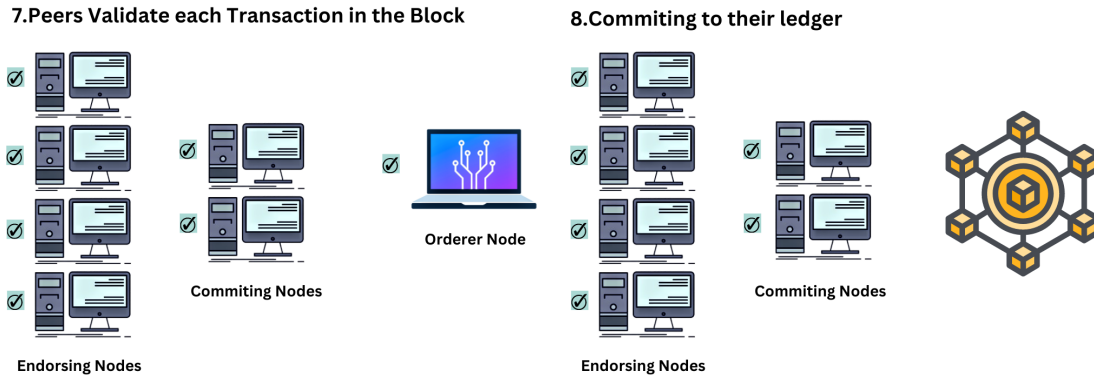 7.Peers Validate each Transaction in the Block
Orderer Node
Commiting Nodes
Endorsing Nodes
8.Commiting to their ledger
Commiting Nodes
Endorsing Nodes